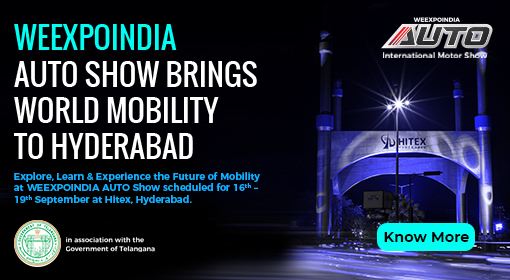 WEEXPOINDIA
AUTO SHOW BRINGS
WORLD MOBILITY
TO HYDERABAD
Explore, Learn & Experience the Future of Mobility
at WEEXPOINDIA AUTO Show scheduled for 16th –
19th September at Hitex, Hyderabad.
in association with the
Government of Telangana
WEEXPOINDIA
AUTO
International Motor Show
HITEX
Know More